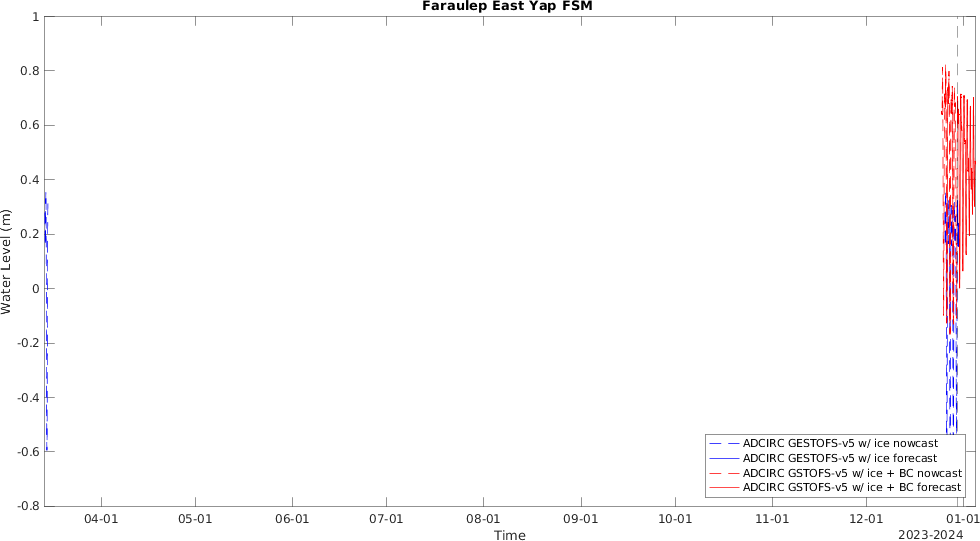 Faraulep East Yap FSM
1
0.8
0.6
0.4
0.2
0
-0.2
-0.4
-0.6
-0.8
Water Level (m)
ADCIRC GESTOFS-v5 w/ ice nowcast
ADCIRC GESTOFS-v5 w/ ice forecast
ADCIRC GSTOFS-v5 w/ ice + BC nowcast
ADCIRC GSTOFS-v5 w/ ice + BC forecast
04-01 05-01 06-01 07-01 08-01 09-01 10-01 11-01 12-01 01-01
Time
2023-2024